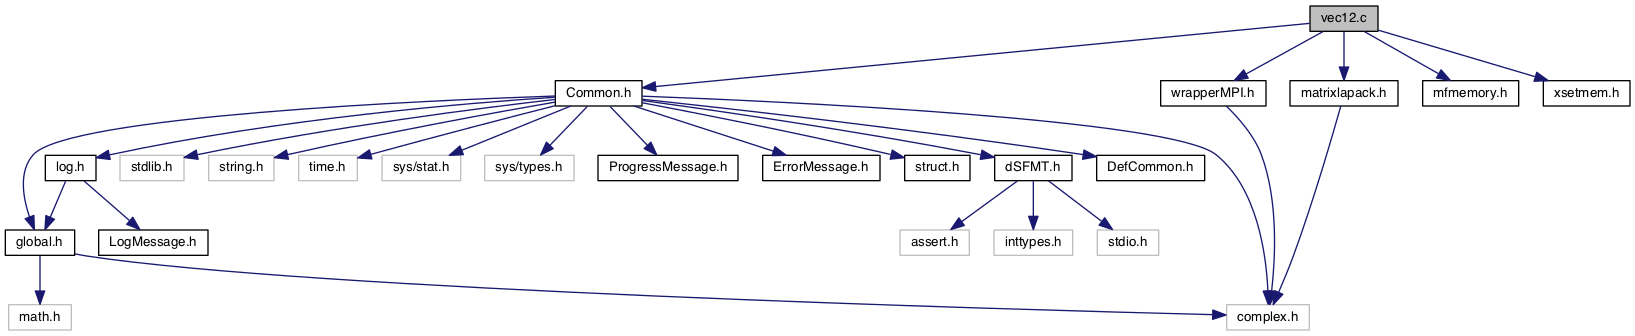 vec12.c
Common.h
wrapperMPI.h
matrixlapack.h
mfmemory.h
xsetmem.h
log.h
stdlib.h
string.h
time.h
sys/stat.h
sys/types.h
ProgressMessage.h
ErrorMessage.h
struct.h
dSFMT.h
DefCommon.h
global.h
LogMessage.h
assert.h
inttypes.h
stdio.h
math.h
complex.h